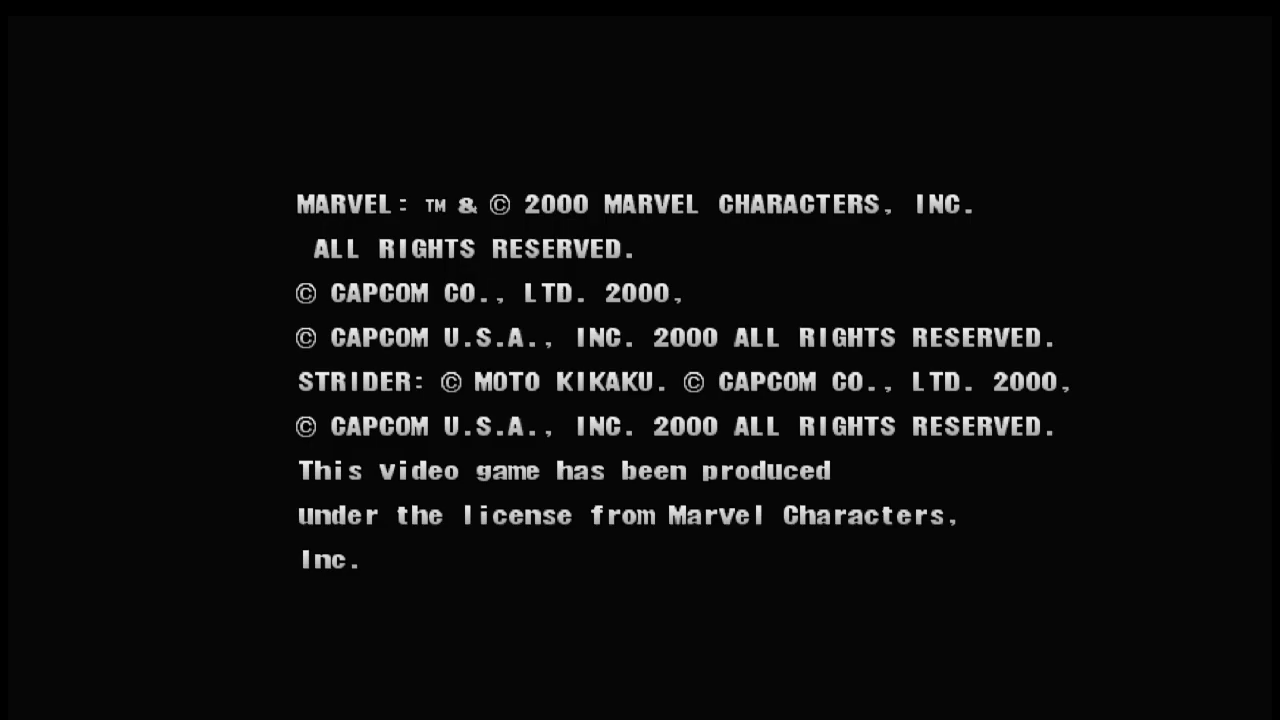 MARVEL: ™ & © 2000 MARVEL CHARACTERS, INC.
ALL RIGHTS RESERVED.
© CAPCOM CO., LTD. 2000,
© CAPCOM U.S.A., INC. 2000 ALL RIGHTS RESERVED.
STRIDER: © MOTO KIKAKU. © CAPCOM CO., LTD. 2000,
© CAPCOM U.S.A., INC. 2000 ALL RIGHTS RESERVED.
This video game has been produced
under the license from Marvel Characters,
Inc.